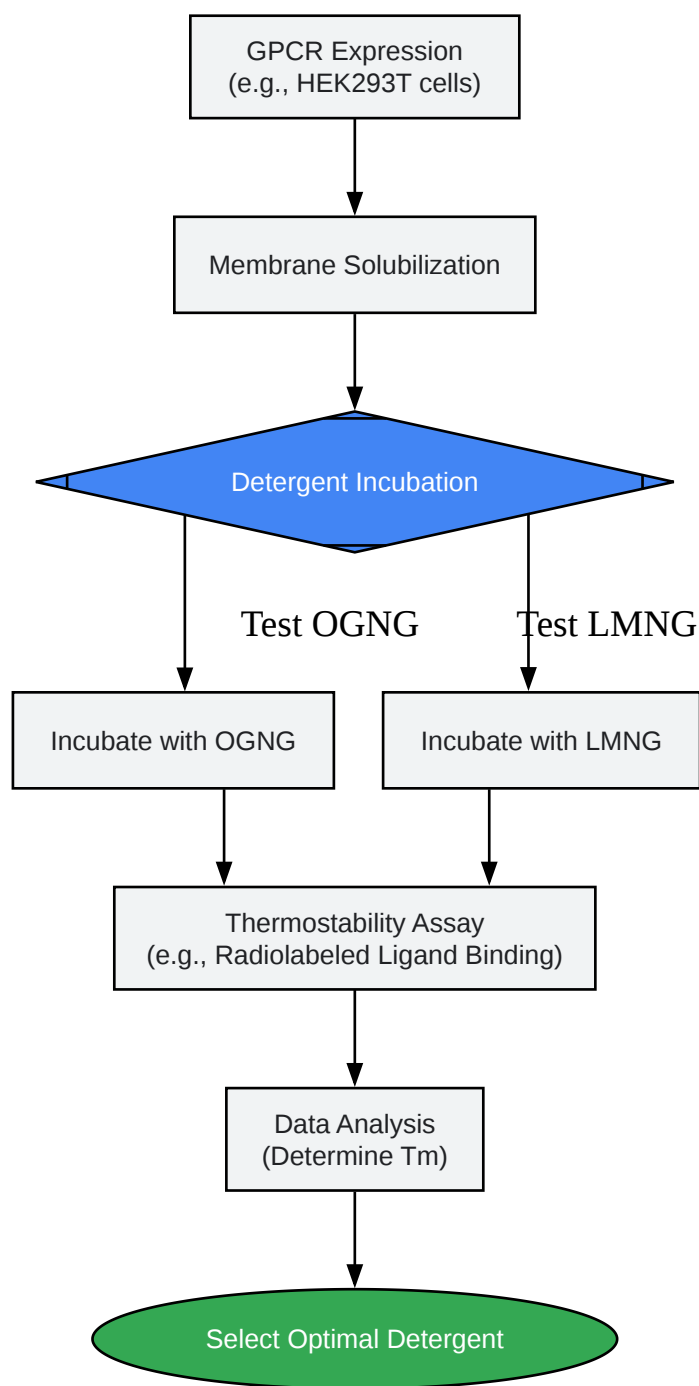 GPCR Expression
(e.g., HEK293T cells)
Membrane Solubilization
Detergent Incubation
Test OGNG
Test LMNG
Incubate with OGNG
Incubate with LMNG
Thermostability Assay
(e.g., Radiolabeled Ligand Binding)
Data Analysis
(Determine Tm)
Select Optimal Detergent